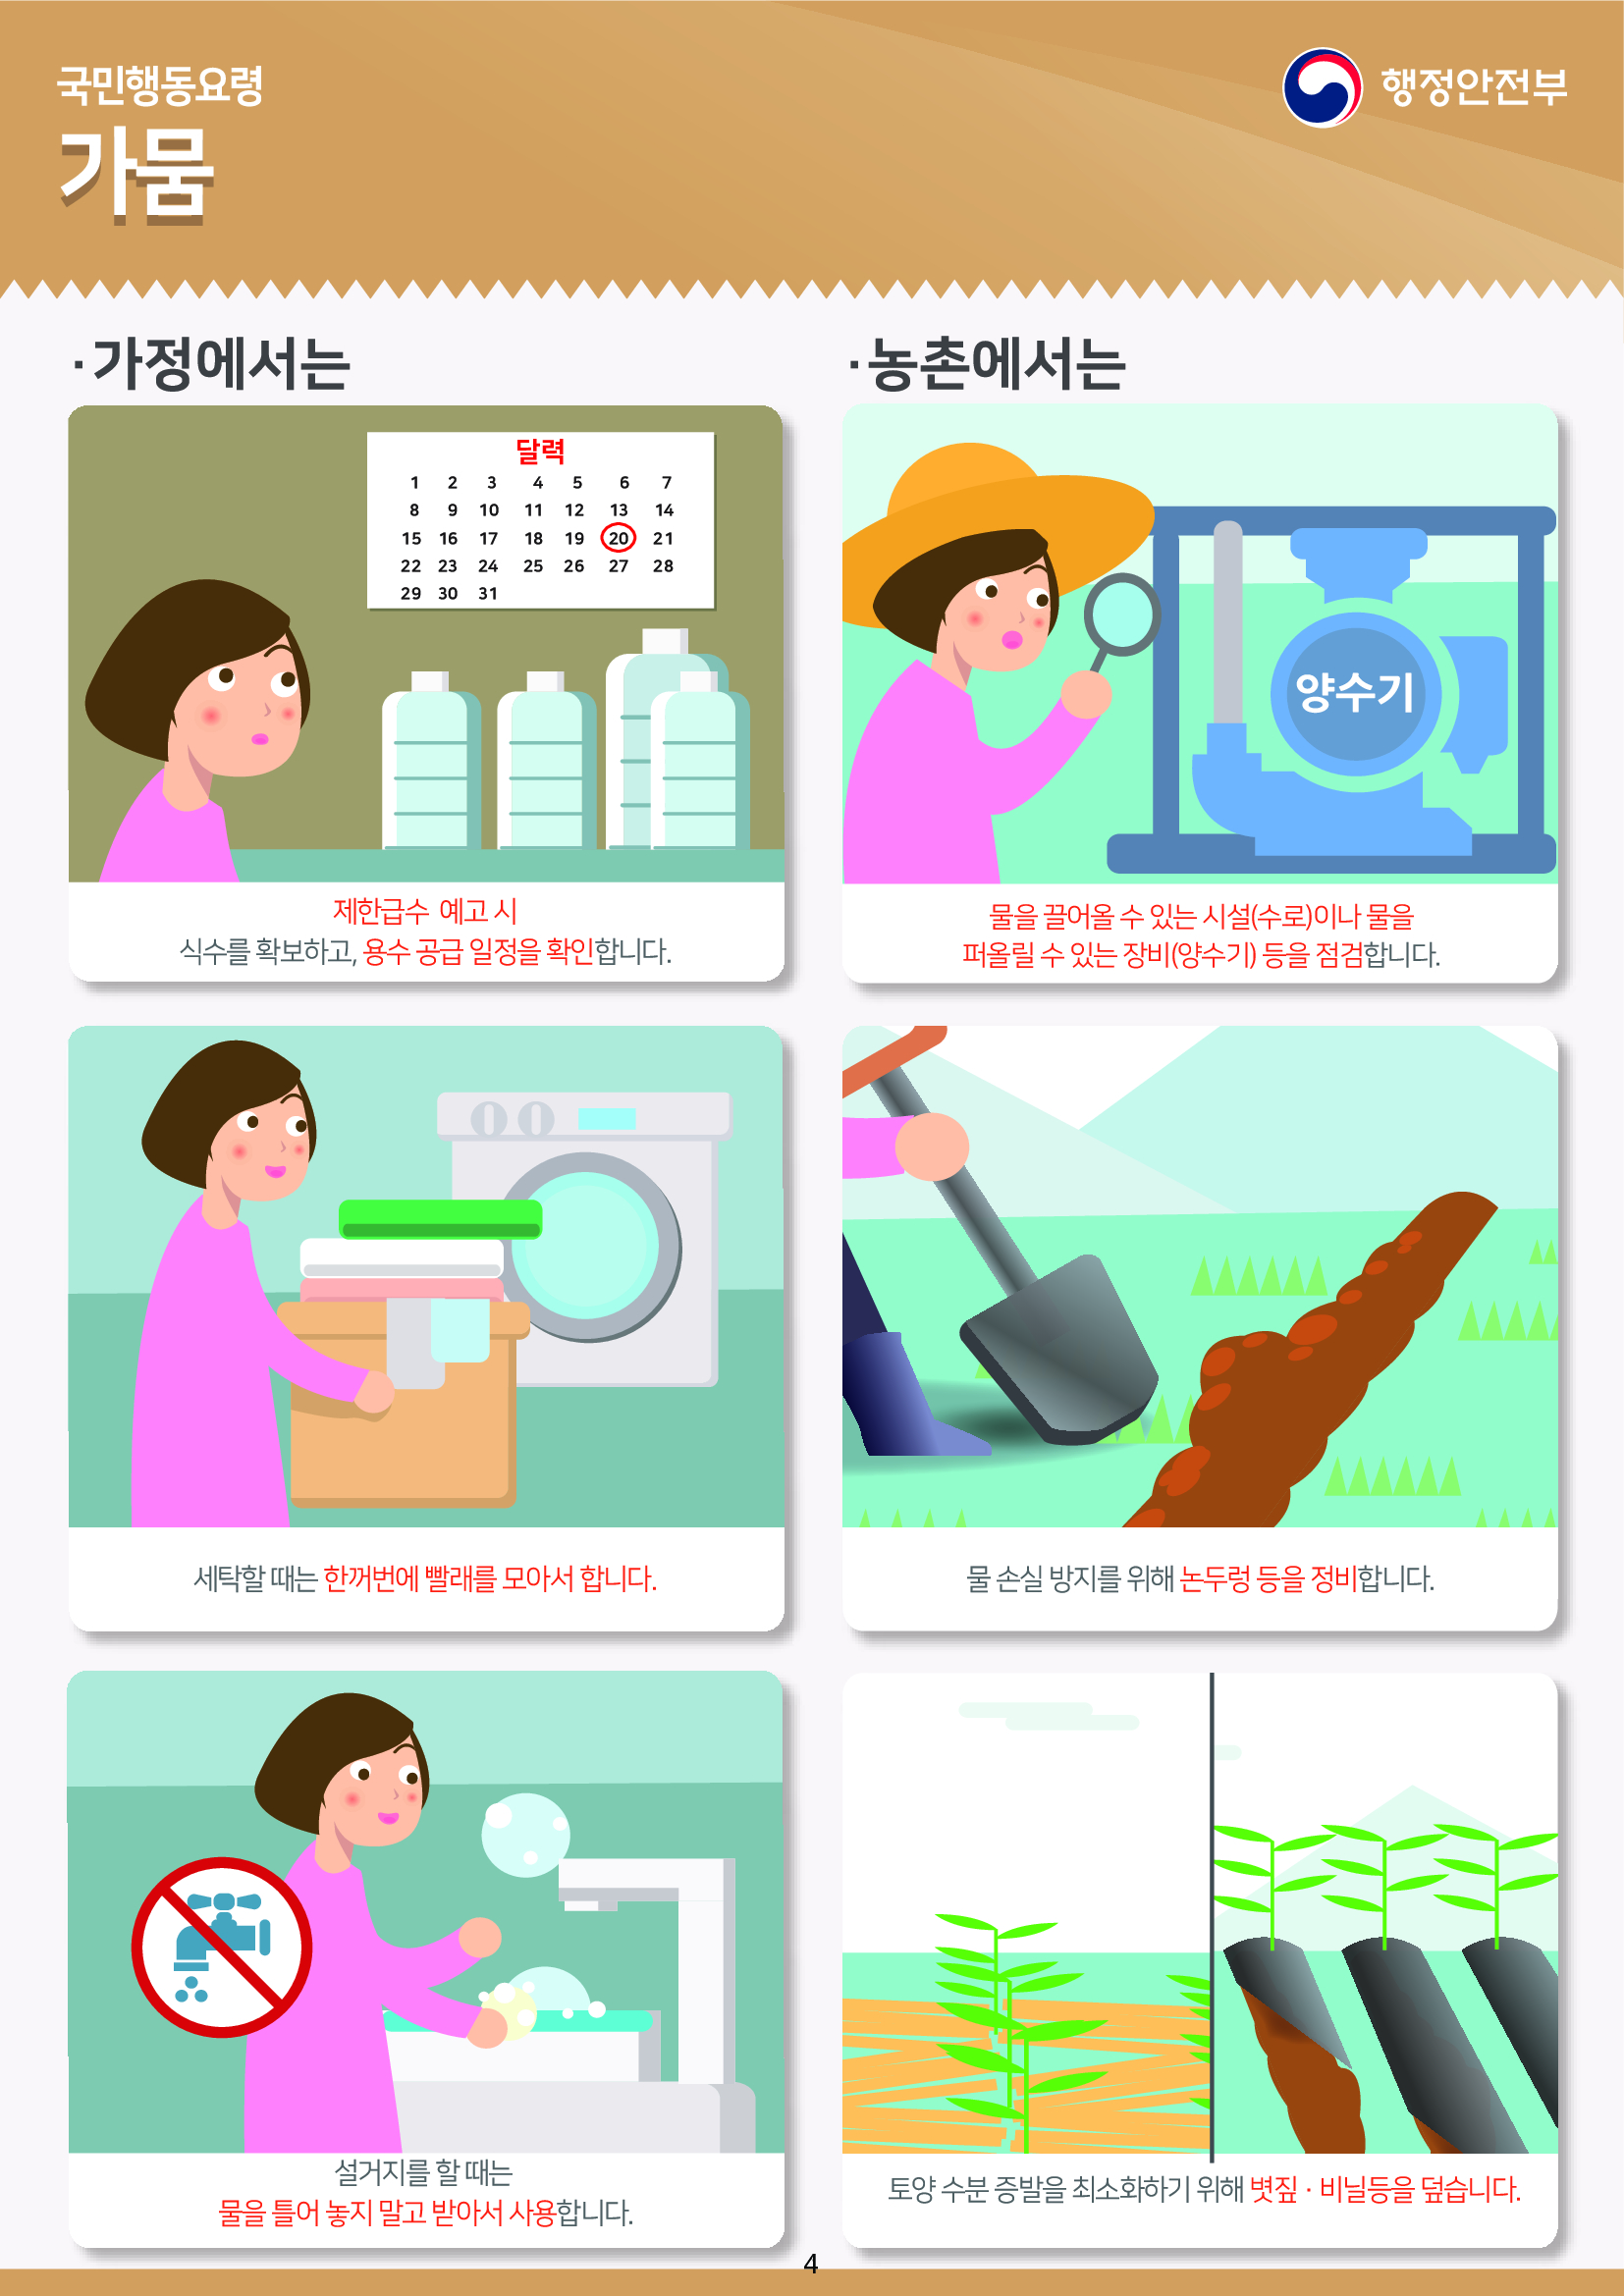 국민행동요령
가뭄
행정안전부
·가정에서는
달력
1 2 3 4 5 6 7
8 9 10 11 12 13 14
15 16 17 18 19 20 21
22 23 24 25 26 27 28
29 30 31
제한급수 예고 시
식수를 확보하고, 용수 공급 일정을 확인합니다.
세탁할 때는 한꺼번에 빨래를 모아서 합니다.
설거지를 할 때는
물을 틀어 놓지 말고 받아서 사용합니다.
·농촌에서는
양수기
물을 끌어올 수 있는 시설(수로)이나 물을
퍼올릴 수 있는 장비(양수기) 등을 점검합니다.
물 손실 방지를 위해 논두렁 등을 정비합니다.
토양 수분 증발을 최소화하기 위해 볏짚 · 비닐등을 덮습니다.
4